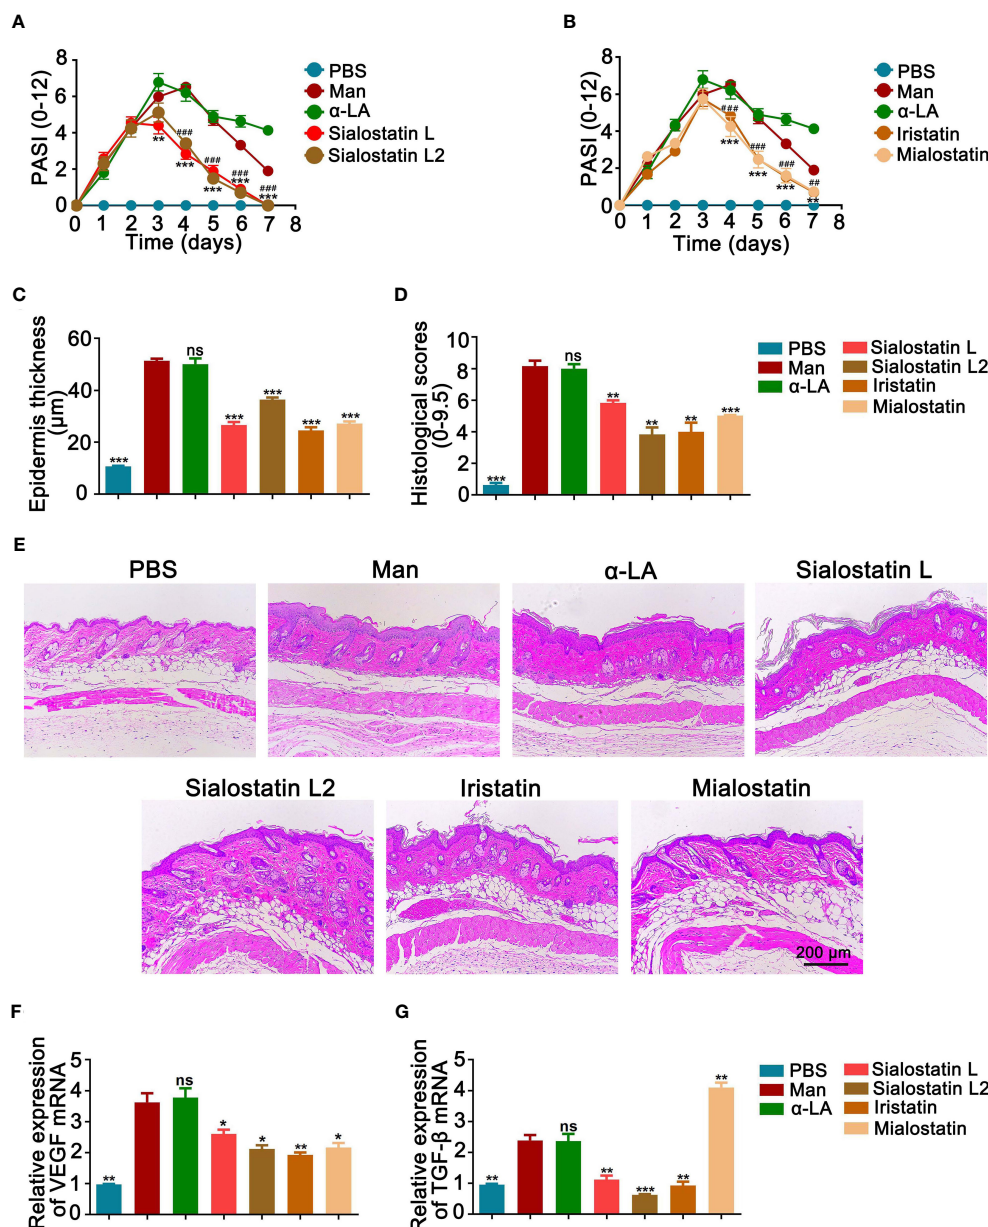 A
PASI (0-12)
8
6
4
2
0
0 1 2 3 4 5 6 7 8
Time (days)
** ### *** ### *** ### *** ### ***
PBS
Man
α-LA
Sialostatin L
Sialostatin L2
B
PASI (0-12)
8
6
4
2
0
0 1 2 3 4 5 6 7 8
Time (days)
### *** ### *** ### *** ## **
PBS
Man
α-LA
Iristatin
Mialostatin
C
Epidermis thickness
(μm)
60
40
20
0
*** ns *** *** *** ***
D
Histological scores
(0-9.5)
10
8
6
4
2
0
*** ns ** ** ** ***
PBS
Man
α-LA
Sialostatin L
Sialostatin L2
Iristatin
Mialostatin
E
PBS Man α-LA Sialostatin L
Sialostatin L2 Iristatin Mialostatin
200 μm
F
Relative expression
of VEGF mRNA
5
4
3
2
1
0
** ns * * ** *
G
Relative expression
of TGF-β mRNA
5
4
3
2
1
0
** ns ** *** ** **
PBS
Man
α-LA
Sialostatin L
Sialostatin L2
Iristatin
Mialostatin